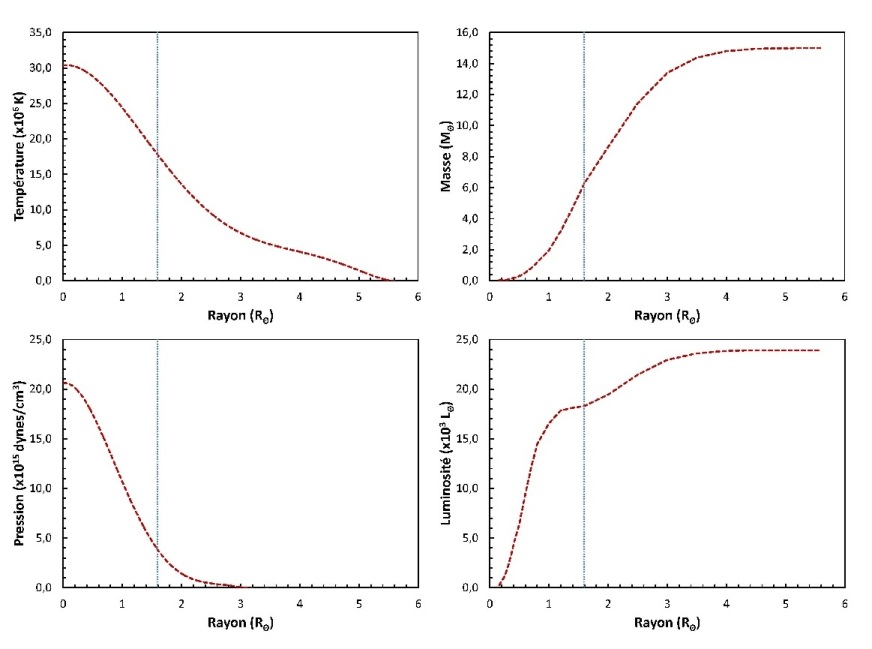 35,0
30,0
25,0
20,0
15,0
10,0
5,0
0,0
0 1 2 3 4 5 6
Température (x10⁶ K)
Rayon (R⊙)
16,0
14,0
12,0
10,0
8,0
6,0
4,0
2,0
0,0
0 1 2 3 4 5 6
Masse (M⊙)
Rayon (R⊙)
25,0
20,0
15,0
10,0
5,0
0,0
0 1 2 3 4 5 6
Pression (x10¹⁵ dynes/cm³)
Rayon (R⊙)
25,0
20,0
15,0
10,0
5,0
0,0
0 1 2 3 4 5 6
Luminosité (x10³ L⊙)
Rayon (R⊙)